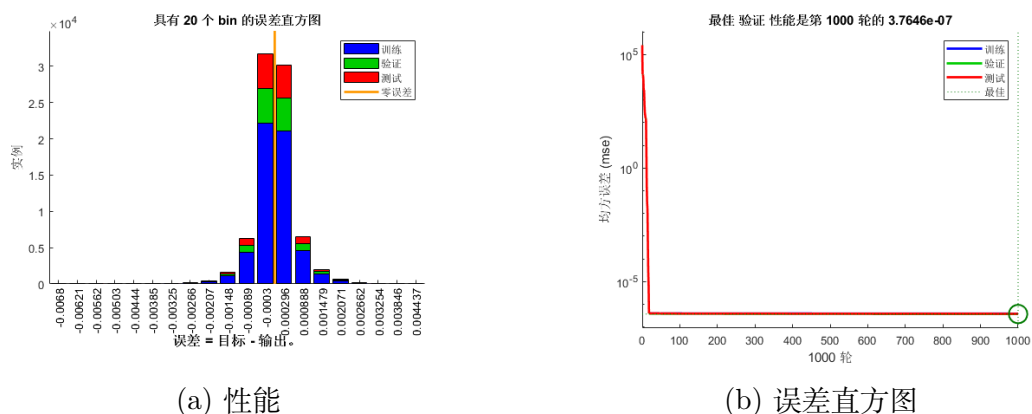 具有 20 个 bin 的误差直方图
×10⁴
3
2.5
2
1.5
1
0.5
0
实例
训练
验证
测试
零误差
-0.0068
-0.00621
-0.00562
-0.00503
-0.00444
-0.00385
-0.00325
-0.00266
-0.00207
-0.00148
-0.00089
-0.0003
0.000296
0.000888
0.001479
0.002071
0.002662
0.003254
0.003846
0.004437
误差 = 目标 - 输出。
(a) 性能
最佳 验证 性能是第 1000 轮的 3.7646e-07
10⁵
10⁰
10⁻⁵
均方误差 (mse)
训练
验证
测试
最佳
0 100 200 300 400 500 600 700 800 900 1000
1000 轮
(b) 误差直方图